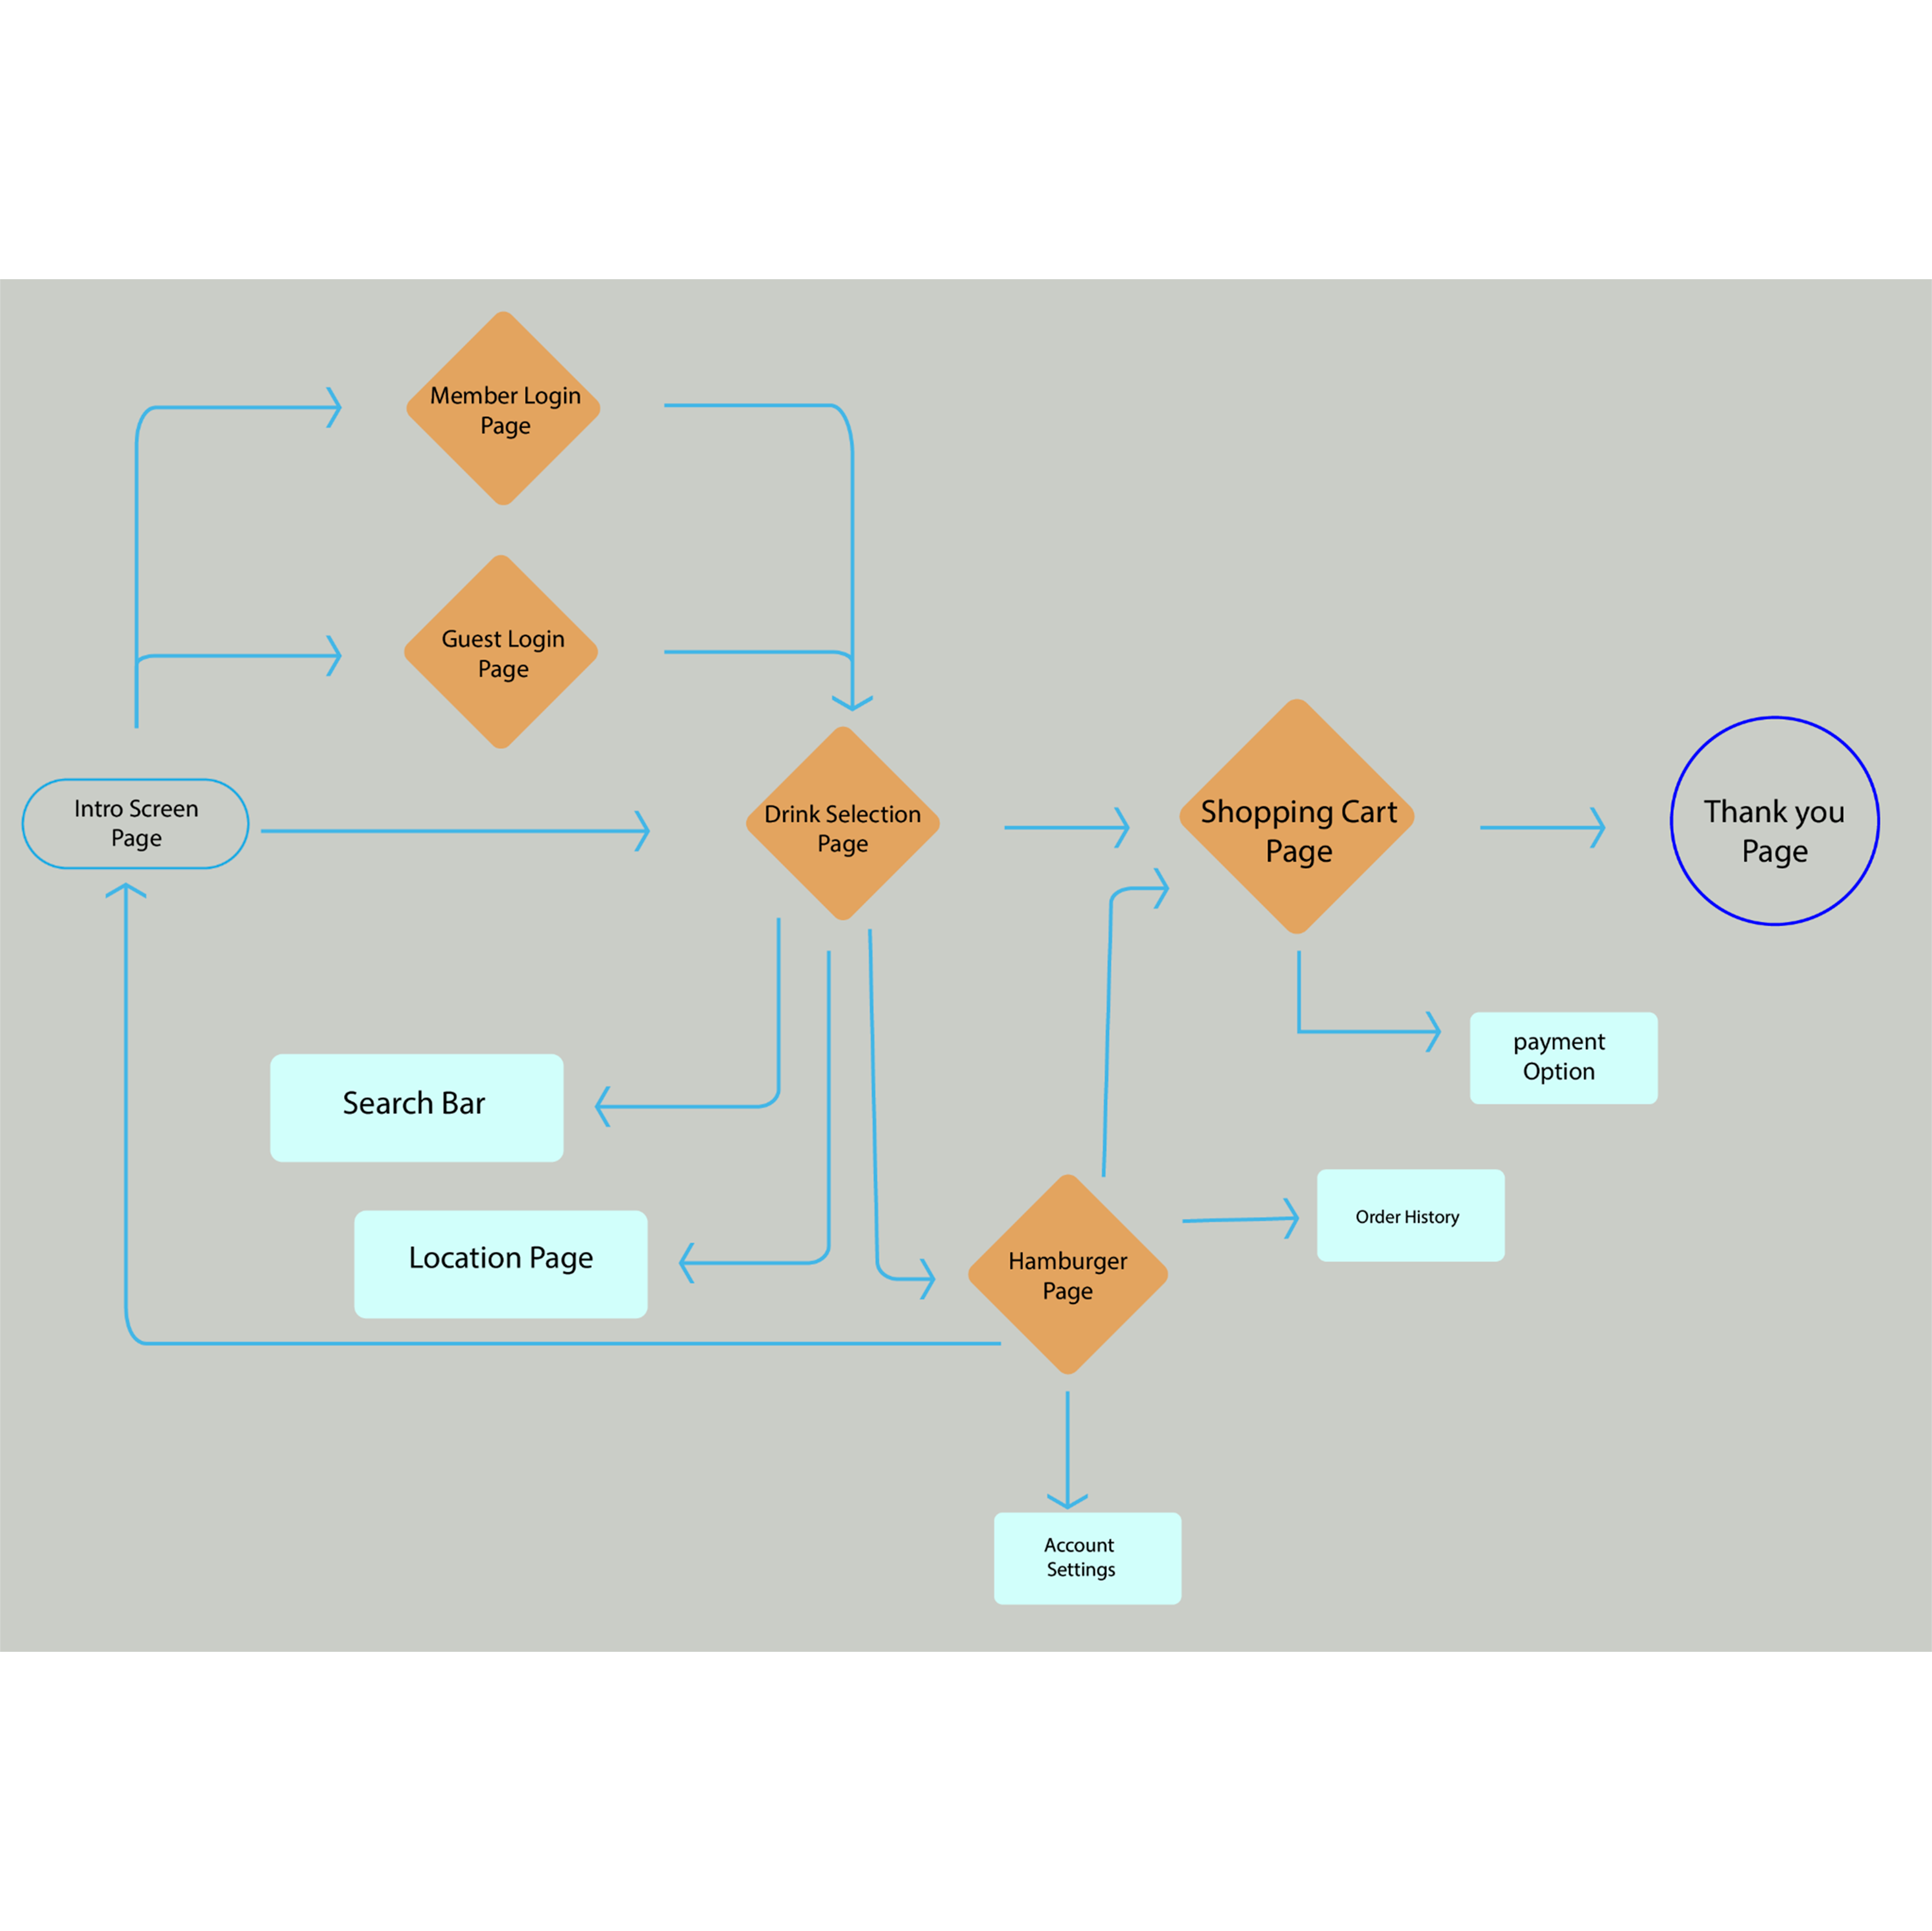 Member Login
Page
Guest Login
Page
Intro Screen
Page
Drink Selection
Page
Shopping Cart
Page
Thank you
Page
Search Bar
payment
Option
Location Page
Hamburger
Page
Order History
Account
Settings